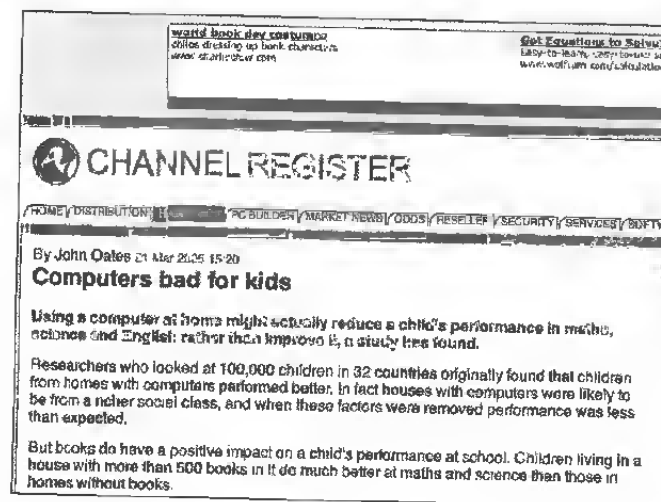 world book day costumes
childs dressing up book characters
Get Equations to Solve
CHANNEL REGISTER
HOME DISTRIBUTION PC BUILDER MARKET NEWS ODDS RESELLER SECURITY SERVICES SOFTW
By John Oates 21 Mar 2005 15:20
Computers bad for kids
Using a computer at home might actually reduce a child's performance in maths,
science and English rather than improve it, a study has found.
Researchers who looked at 100,000 children in 32 countries originally found that children
from homes with computers performed better. In fact houses with computers were likely to
be from a richer social class, and when these factors were removed performance was less
than expected.
But books do have a positive impact on a child's performance at school. Children living in a
house with more than 500 books in it do much better at maths and science than those in
homes without books.